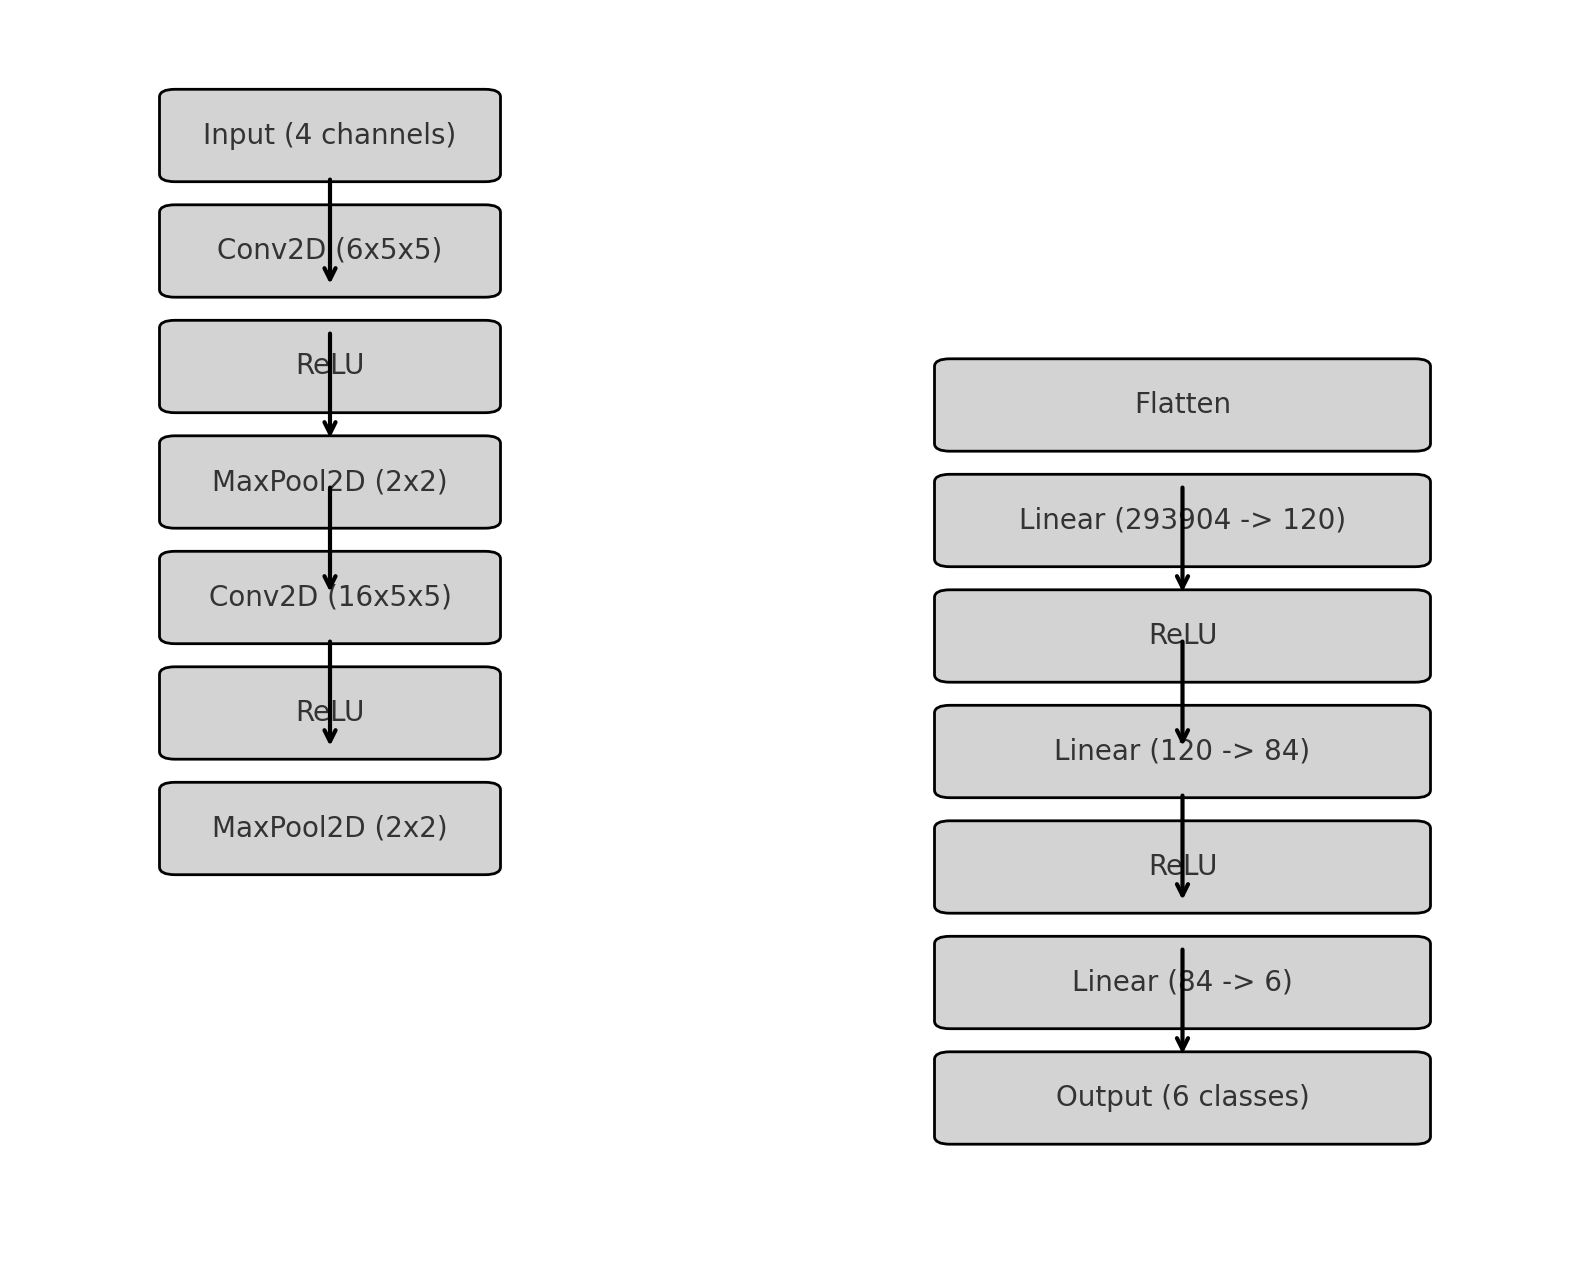 Input (4 channels)
Conv2D (6x5x5)
ReLU
MaxPool2D (2x2)
Conv2D (16x5x5)
ReLU
MaxPool2D (2x2)
Flatten
Linear (293904 -> 120)
ReLU
Linear (120 -> 84)
ReLU
Linear (84 -> 6)
Output (6 classes)